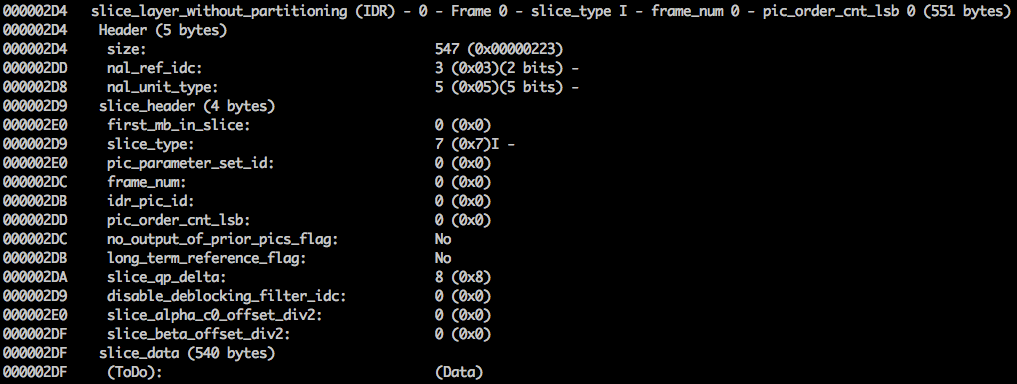 000002D4 slice_layer_without_partitioning (IDR) - 0 - Frame 0 - slice_type I - frame_num 0 - pic_order_cnt_lsb 0 (551 bytes)
000002D4 Header (5 bytes)
000002D4 size: 547 (0x00000223)
000002DD nal_ref_idc: 3 (0x03)(2 bits) -
000002D8 nal_unit_type: 5 (0x05)(5 bits) -
000002D9 slice_header (4 bytes)
000002E0 first_mb_in_slice: 0 (0x0)
000002D9 slice_type: 7 (0x7)I -
000002E0 pic_parameter_set_id: 0 (0x0)
000002DC frame_num: 0 (0x0)
000002DB idr_pic_id: 0 (0x0)
000002DD pic_order_cnt_lsb: 0 (0x0)
000002DC no_output_of_prior_pics_flag: No
000002DB long_term_reference_flag: No
000002DA slice_qp_delta: 8 (0x8)
000002D9 disable_deblocking_filter_idc: 0 (0x0)
000002E0 slice_alpha_c0_offset_div2: 0 (0x0)
000002DF slice_beta_offset_div2: 0 (0x0)
000002DF slice_data (540 bytes)
000002DF (ToDo): (Data)